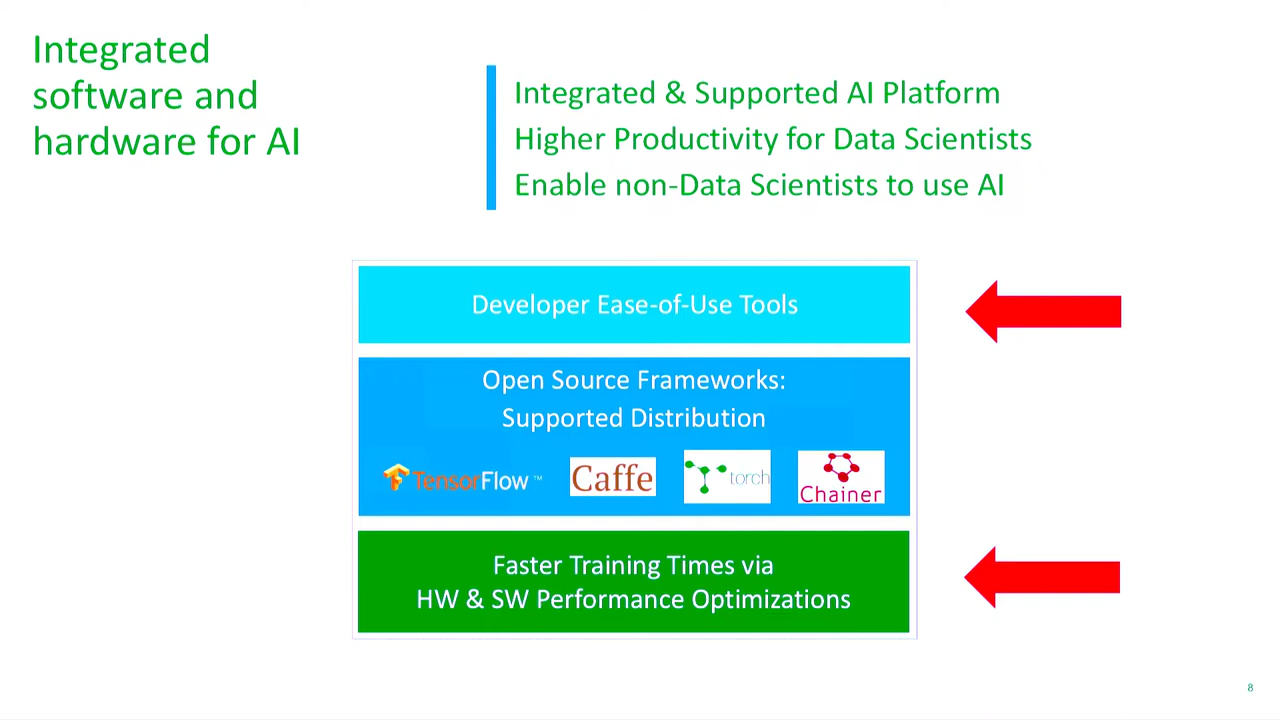 Integrated
software and
hardware for AI
Integrated & Supported AI Platform
Higher Productivity for Data Scientists
Enable non-Data Scientists to use AI
Developer Ease-of-Use Tools
Open Source Frameworks:
Supported Distribution
TensorFlow™
Caffe
torch
Chainer
Faster Training Times via
HW & SW Performance Optimizations
8